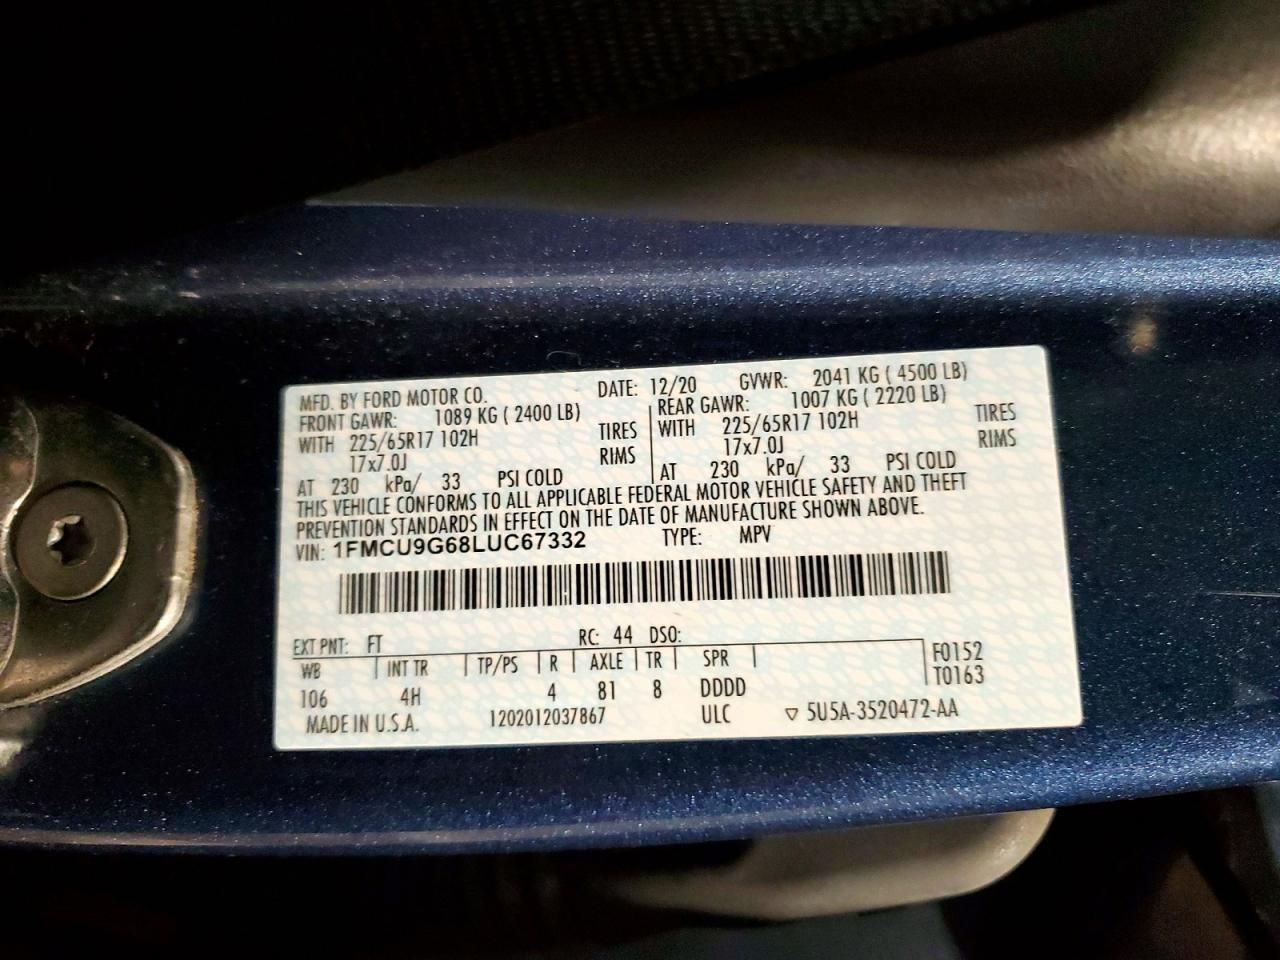 MFD. BY FORD MOTOR CO. DATE: 12/20 GVWR: 2041 KG ( 4500 LB)
FRONT GAWR: 1089 KG ( 2400 LB) REAR GAWR: 1007 KG ( 2220 LB)
WITH 225/65R17 102H TIRES WITH 225/65R17 102H TIRES
17x7.0J RIMS 17x7.0J RIMS
AT 230 kPa/ 33 PSI COLD AT 230 kPa/ 33 PSI COLD
THIS VEHICLE CONFORMS TO ALL APPLICABLE FEDERAL MOTOR VEHICLE SAFETY AND THEFT
PREVENTION STANDARDS IN EFFECT ON THE DATE OF MANUFACTURE SHOWN ABOVE.
VIN: 1FMCU9G68LUC67332 TYPE: MPV
EXT PNT: FT RC: 44 DSO:
WB INT TR TP/PS R AXLE TR SPR F0152
106 4H 4 81 8 DDDD T0163
MADE IN U.S.A. 1202012037867 ULC ▽ 5U5A-3520472-AA